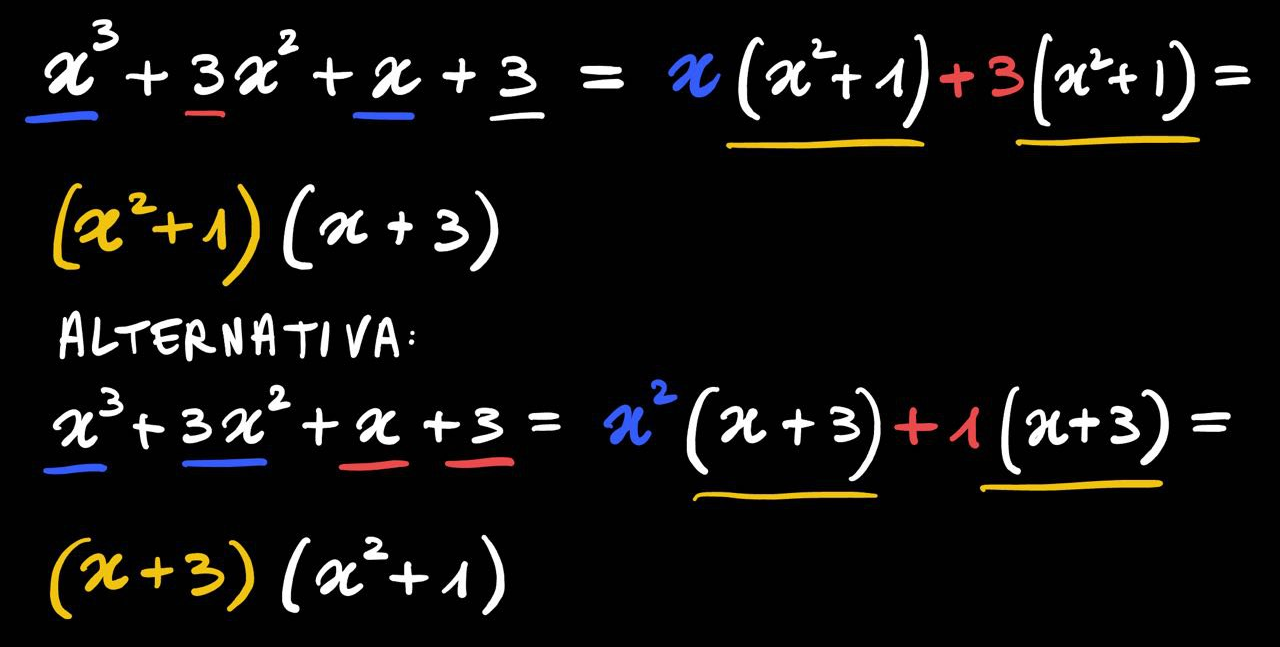 x³ + 3x² + x + 3 = x(x²+1)+3(x²+1)=
(x²+1)(x+3)
ALTERNATIVA:
x³+3x²+x+3= x²(x+3)+1(x+3)=
(x+3)(x²+1)